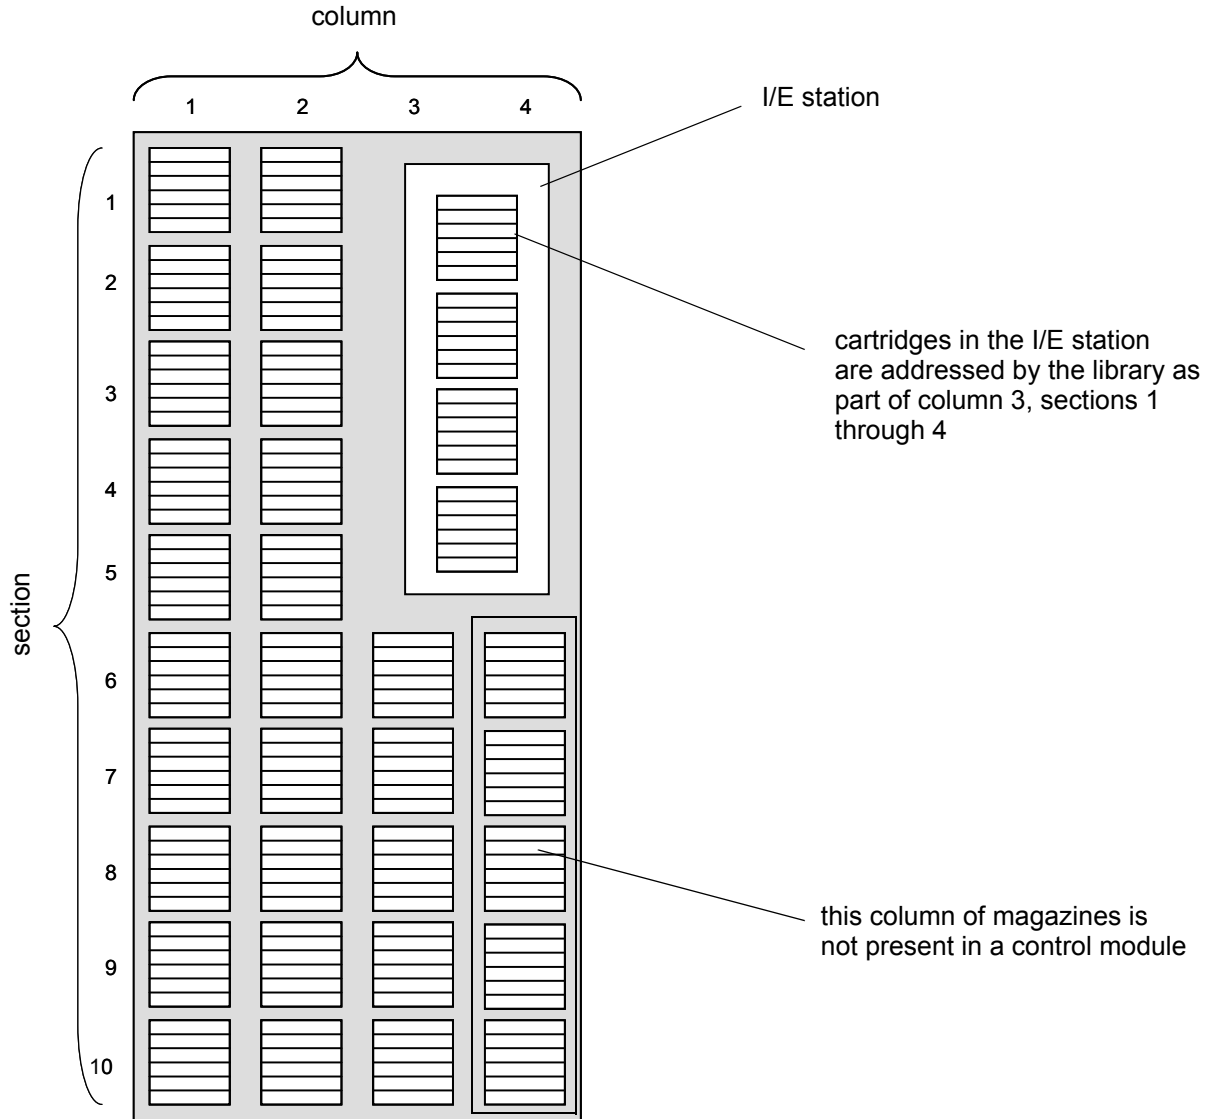 column
1 2 3 4
I/E station
1
2
cartridges in the I/E station
are addressed by the library as
part of column 3, sections 1
through 4
3
4
5
section
6
7
8
this column of magazines is
not present in a control module
9
10